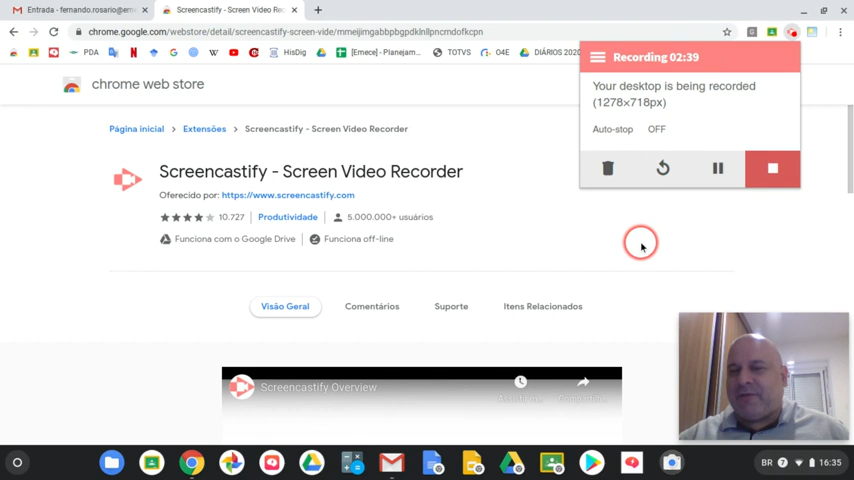 Entrada - fernando.rosario@eme
Screencastify - Screen Video Rec
chrome.google.com/webstore/detail/screencastify-screen-vide/mmeijimgabbpbgpdklnllpncmdofkcpn
PDA
HisDig
[Emece] - Planejam...
TOTVS
O4E
DIÁRIOS 2020
Recording 02:39
Your desktop is being recorded
(1278×718px)
Auto-stop OFF
chrome web store
Página inicial
Extensões
Screencastify - Screen Video Recorder
Screencastify - Screen Video Recorder
Oferecido por: https://www.screencastify.com
10.727
Produtividade
5.000.000+ usuários
Funciona com o Google Drive
Funciona off-line
Visão Geral
Comentários
Suporte
Itens Relacionados
Screencastify Overview
BR 7 16:35